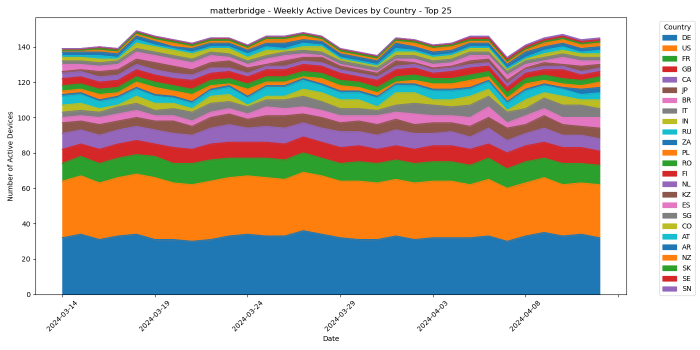 matterbridge - Weekly Active Devices by Country - Top 25
Number of Active Devices
140
120
100
80
60
40
20
0
2024-03-14
2024-03-19
2024-03-24
2024-03-29
2024-04-03
2024-04-08
Date
Country
DE
US
FR
GB
CA
JP
BR
IT
IN
RU
ZA
PL
RO
FI
NL
KZ
ES
SG
CO
AT
AR
NZ
SK
SE
SN